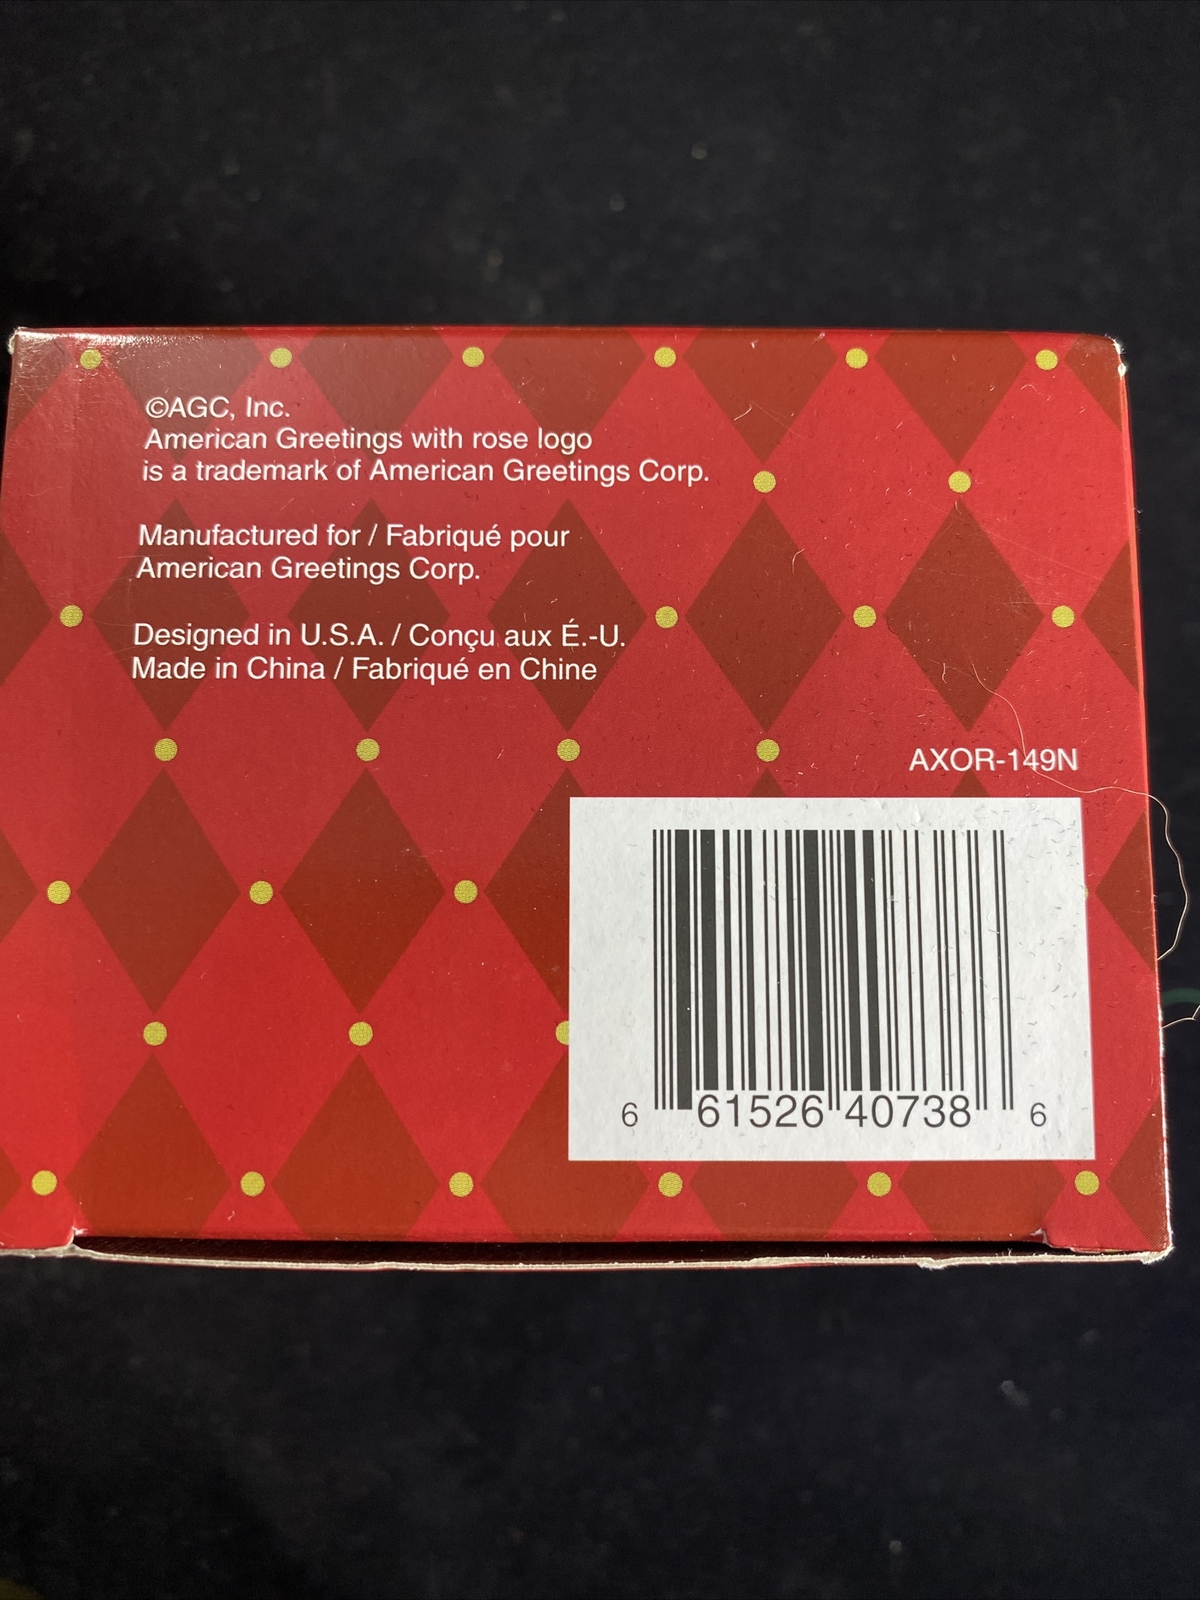 ©AGC, Inc.
American Greetings with rose logo
is a trademark of American Greetings Corp.
Manufactured for / Fabriqué pour
American Greetings Corp.
Designed in U.S.A. / Conçu aux É.-U.
Made in China / Fabriqué en Chine
AXOR-149N
6 61526 40738 6